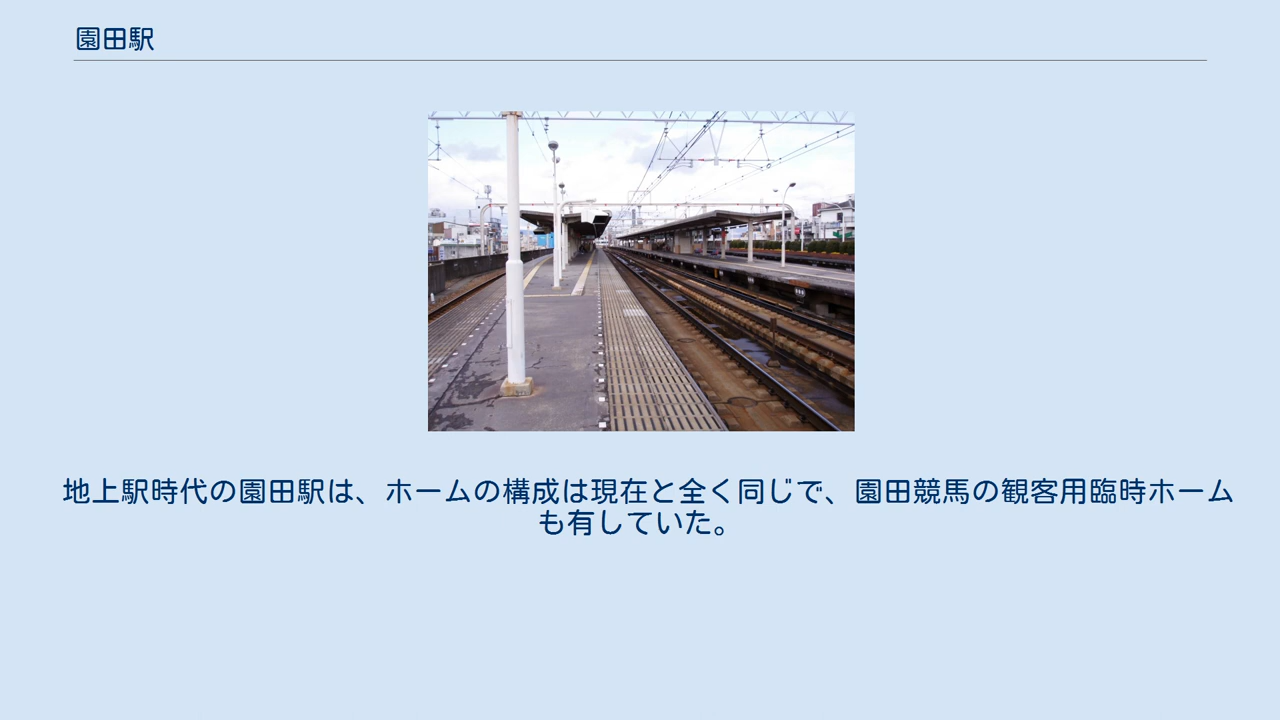 園田駅
地上駅時代の園田駅は、ホームの構成は現在と全く同じで、園田競馬の観客用臨時ホーム
も有していた。